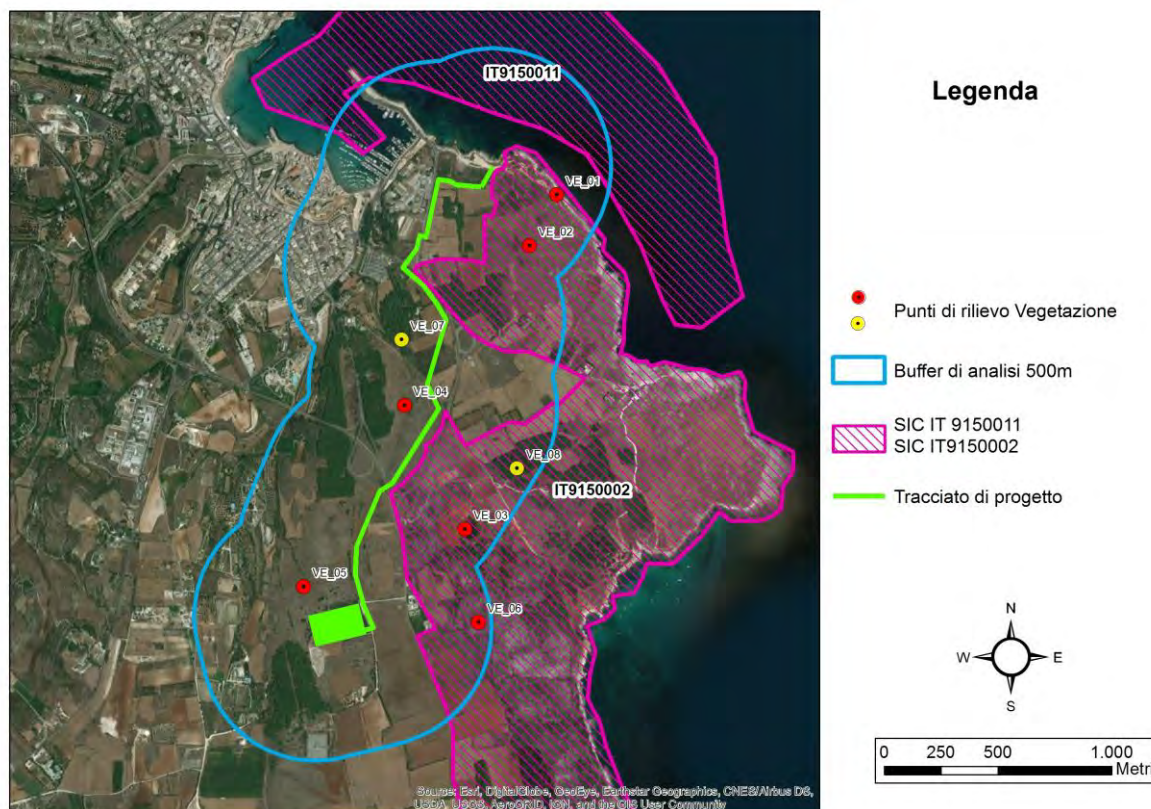 IT9150011
VE_01
VE_02
VE_07
VE_04
VE_08
IT9150002
VE_03
VE_05
VE_06
Source: Esri, DigitalGlobe, GeoEye, Earthstar Geographics, CNES/Airbus DS,
USDA, USGS, AeroGRID, IGN, and the GIS User Community
Legenda
Punti di rilievo Vegetazione
Buffer di analisi 500m
SIC IT 9150011
SIC IT9150002
Tracciato di progetto
N
W
E
S
0 250 500 1.000
Metri